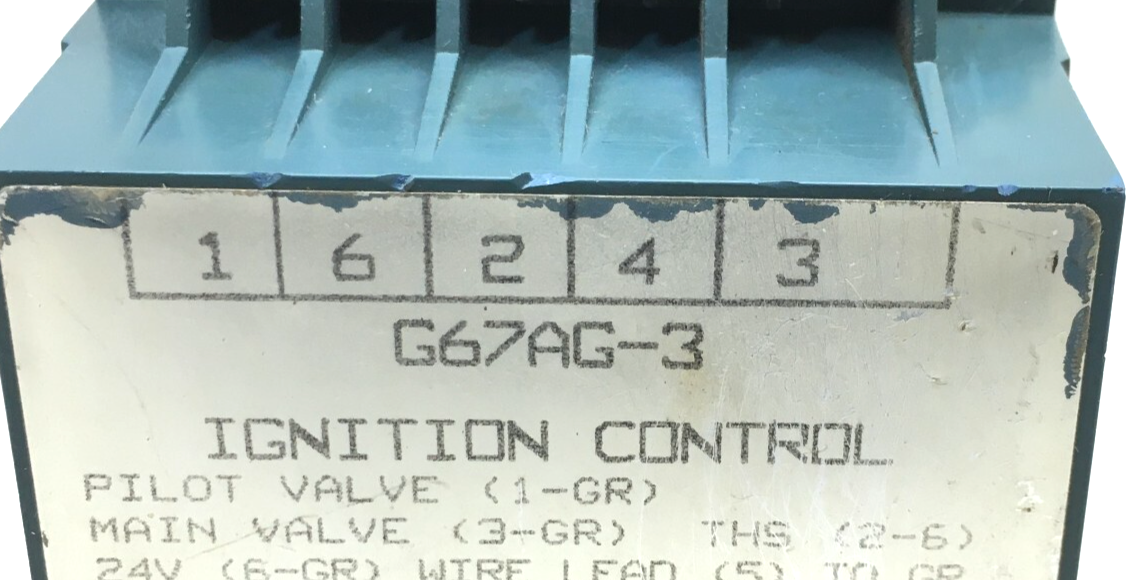 1 6 2 4 3
G67AG-3
IGNITION CONTROL
PILOT VALVE (1-GR)
MAIN VALVE (3-GR) THS (2-6)
24V (6-GR) WIRE LEAD (5) TO GR